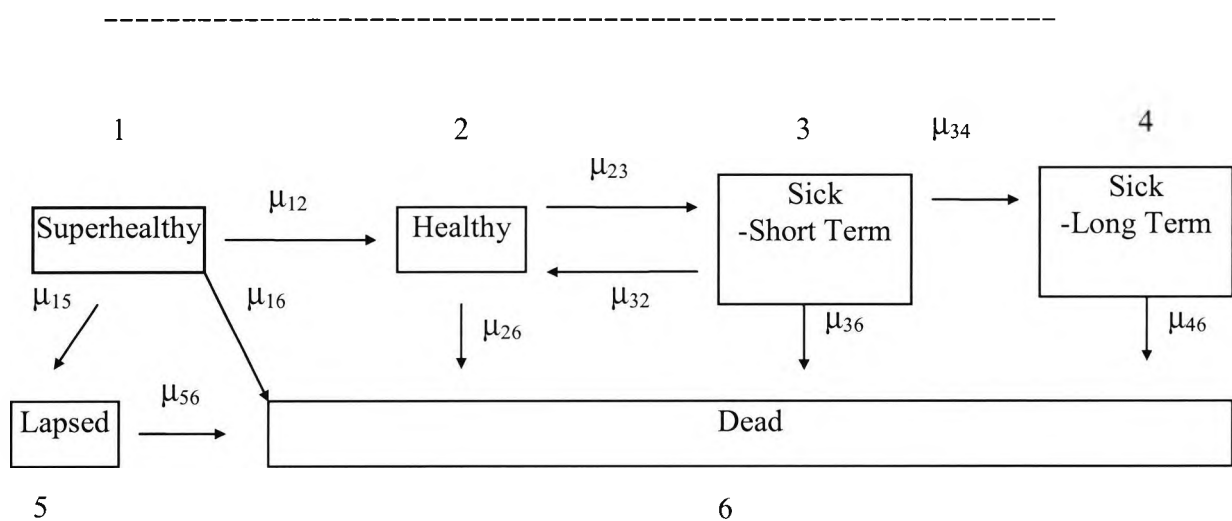 1 2 3 μ34 4
μ12 μ23 Sick
-Short Term Sick
-Long Term
Superhealthy Healthy
μ15 μ16 μ32 μ26 μ36 μ46
μ56
Lapsed Dead
5 6